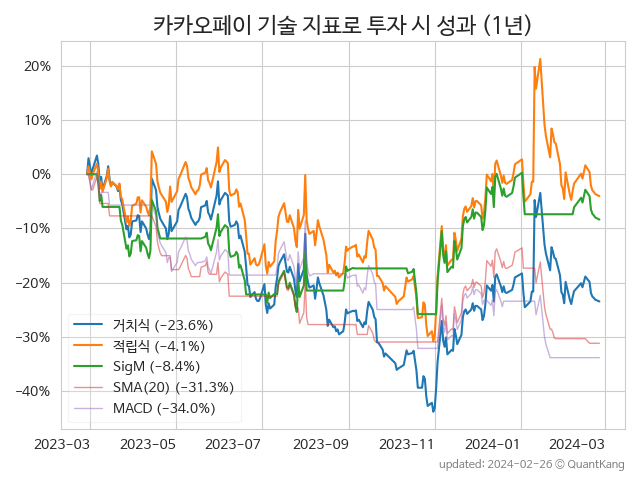 카카오페이 기술 지표로 투자 시 성과 (1년)
20%
10%
0%
−10%
−20%
−30%
−40%
거치식 (−23.6%)
적립식 (−4.1%)
SigM (−8.4%)
SMA(20) (−31.3%)
MACD (−34.0%)
2023−03 2023−05 2023−07 2023−09 2023−11 2024−01 2024−03
updated: 2024−02−26 ⓒ QuantKang